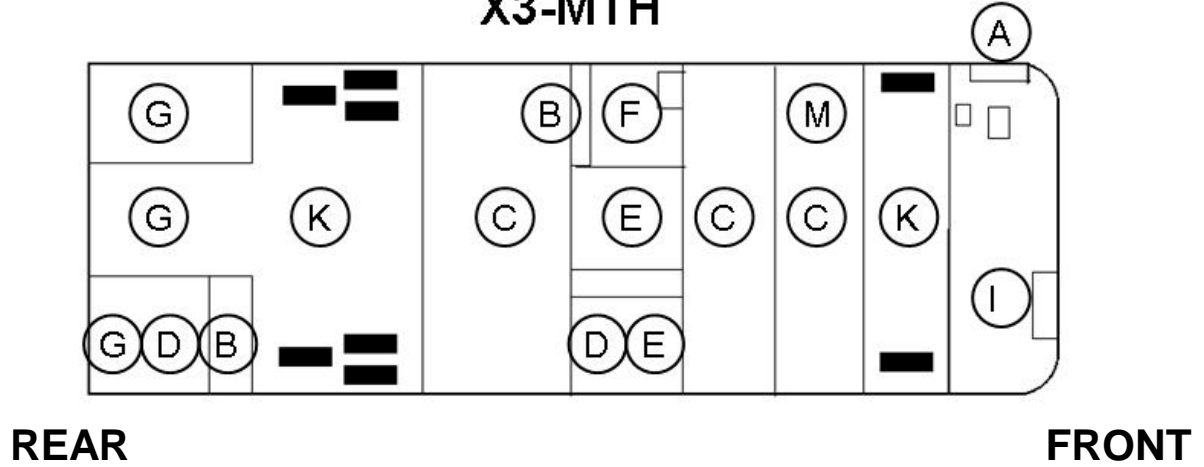 X3-MTH
A
G B F M
G K C E C C K
I
G D B D E
REAR FRONT